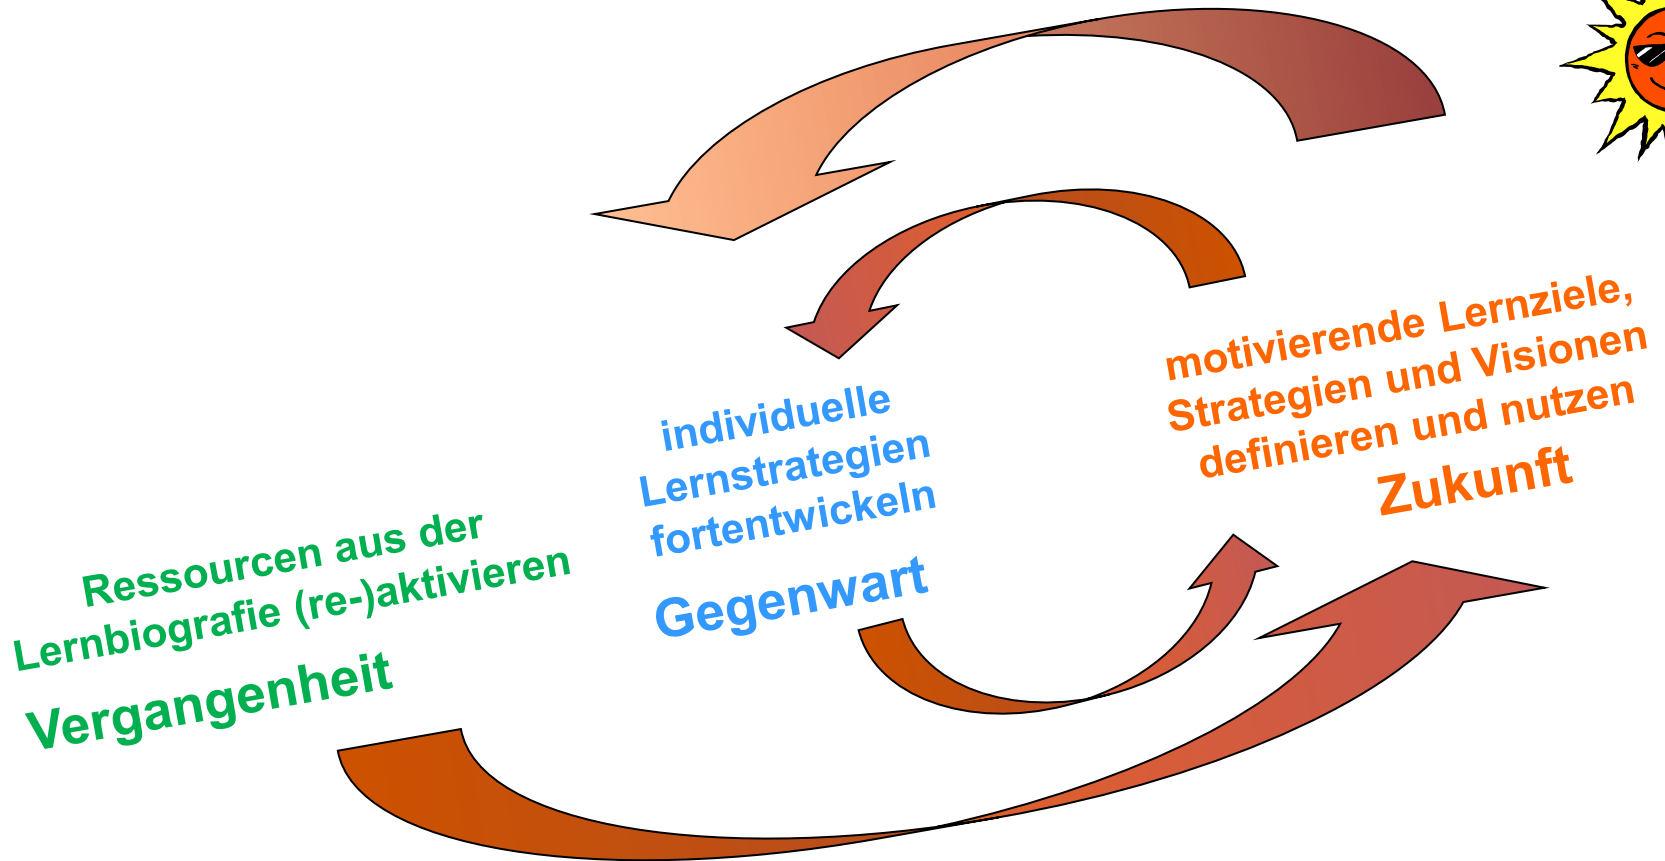 Ressourcen aus der
Lernbiografie (re-)aktivieren
Vergangenheit
individuelle
Lernstrategien
fortentwickeln
Gegenwart
motivierende Lernziele,
Strategien und Visionen
definieren und nutzen
Zukunft